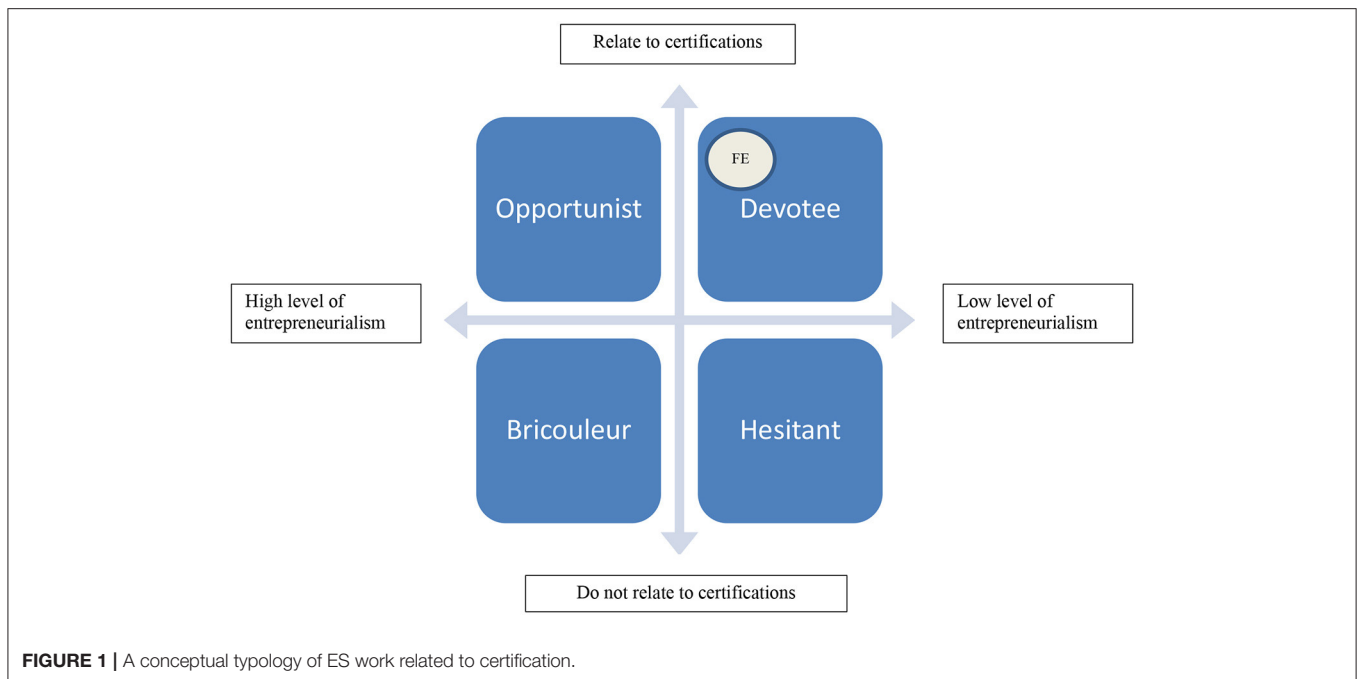 Relate to certifications
FE
Opportunist
Devotee
High level of
entrepreneurialism
Low level of
entrepreneurialism
Bricouleur
Hesitant
Do not relate to certifications
FIGURE 1 | A conceptual typology of ES work related to certification.